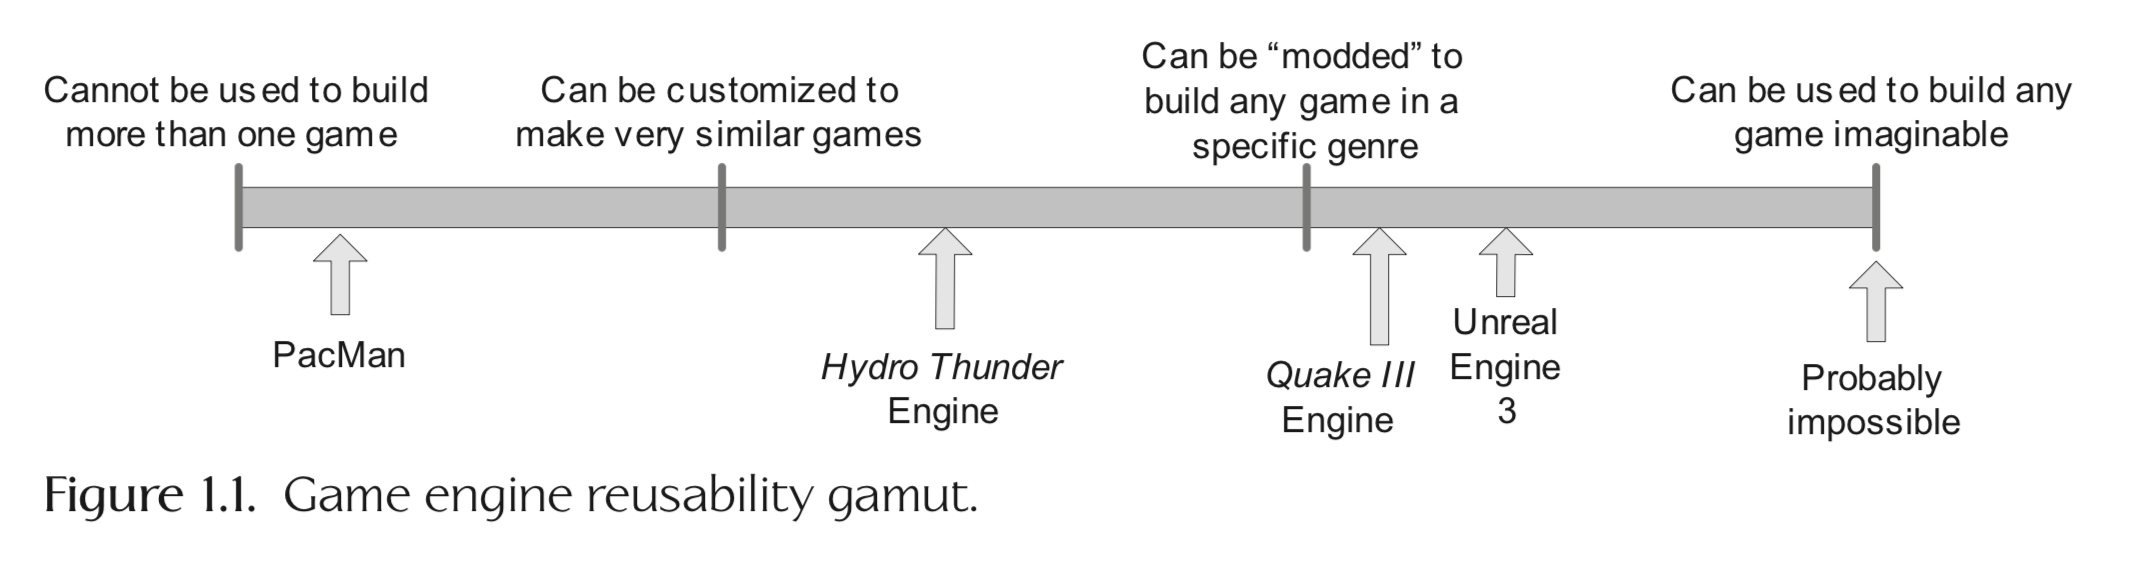 Cannot be used to build
more than one game
Can be customized to
make very similar games
Can be “modded” to
build any game in a
specific genre
Can be used to build any
game imaginable
PacMan
Hydro Thunder
Engine
Quake III
Engine
Unreal
Engine
3
Probably
impossible
Figure 1.1. Game engine reusability gamut.